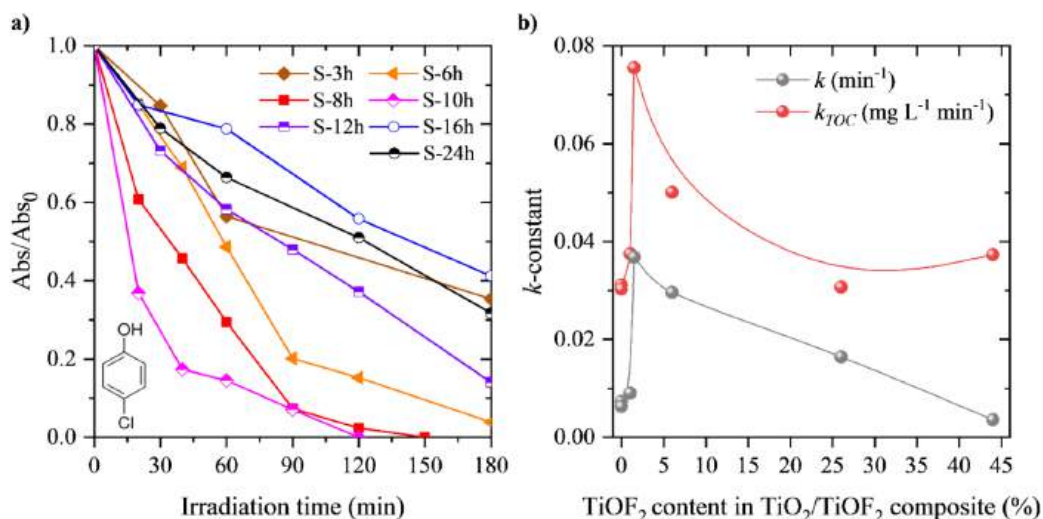 a)
1.0
0.8
0.6
0.4
0.2
0.0
Abs/Abs₀
S-3h
S-6h
S-8h
S-10h
S-12h
S-16h
S-24h
OH
Cl
0 30 60 90 120 150 180
Irradiation time (min)
b)
0.08
0.06
0.04
0.02
0.00
k-constant
k (min⁻¹)
k_TOC (mg L⁻¹ min⁻¹)
0 5 10 15 20 25 30 35 40 45
TiOF₂ content in TiO₂/TiOF₂ composite (%)